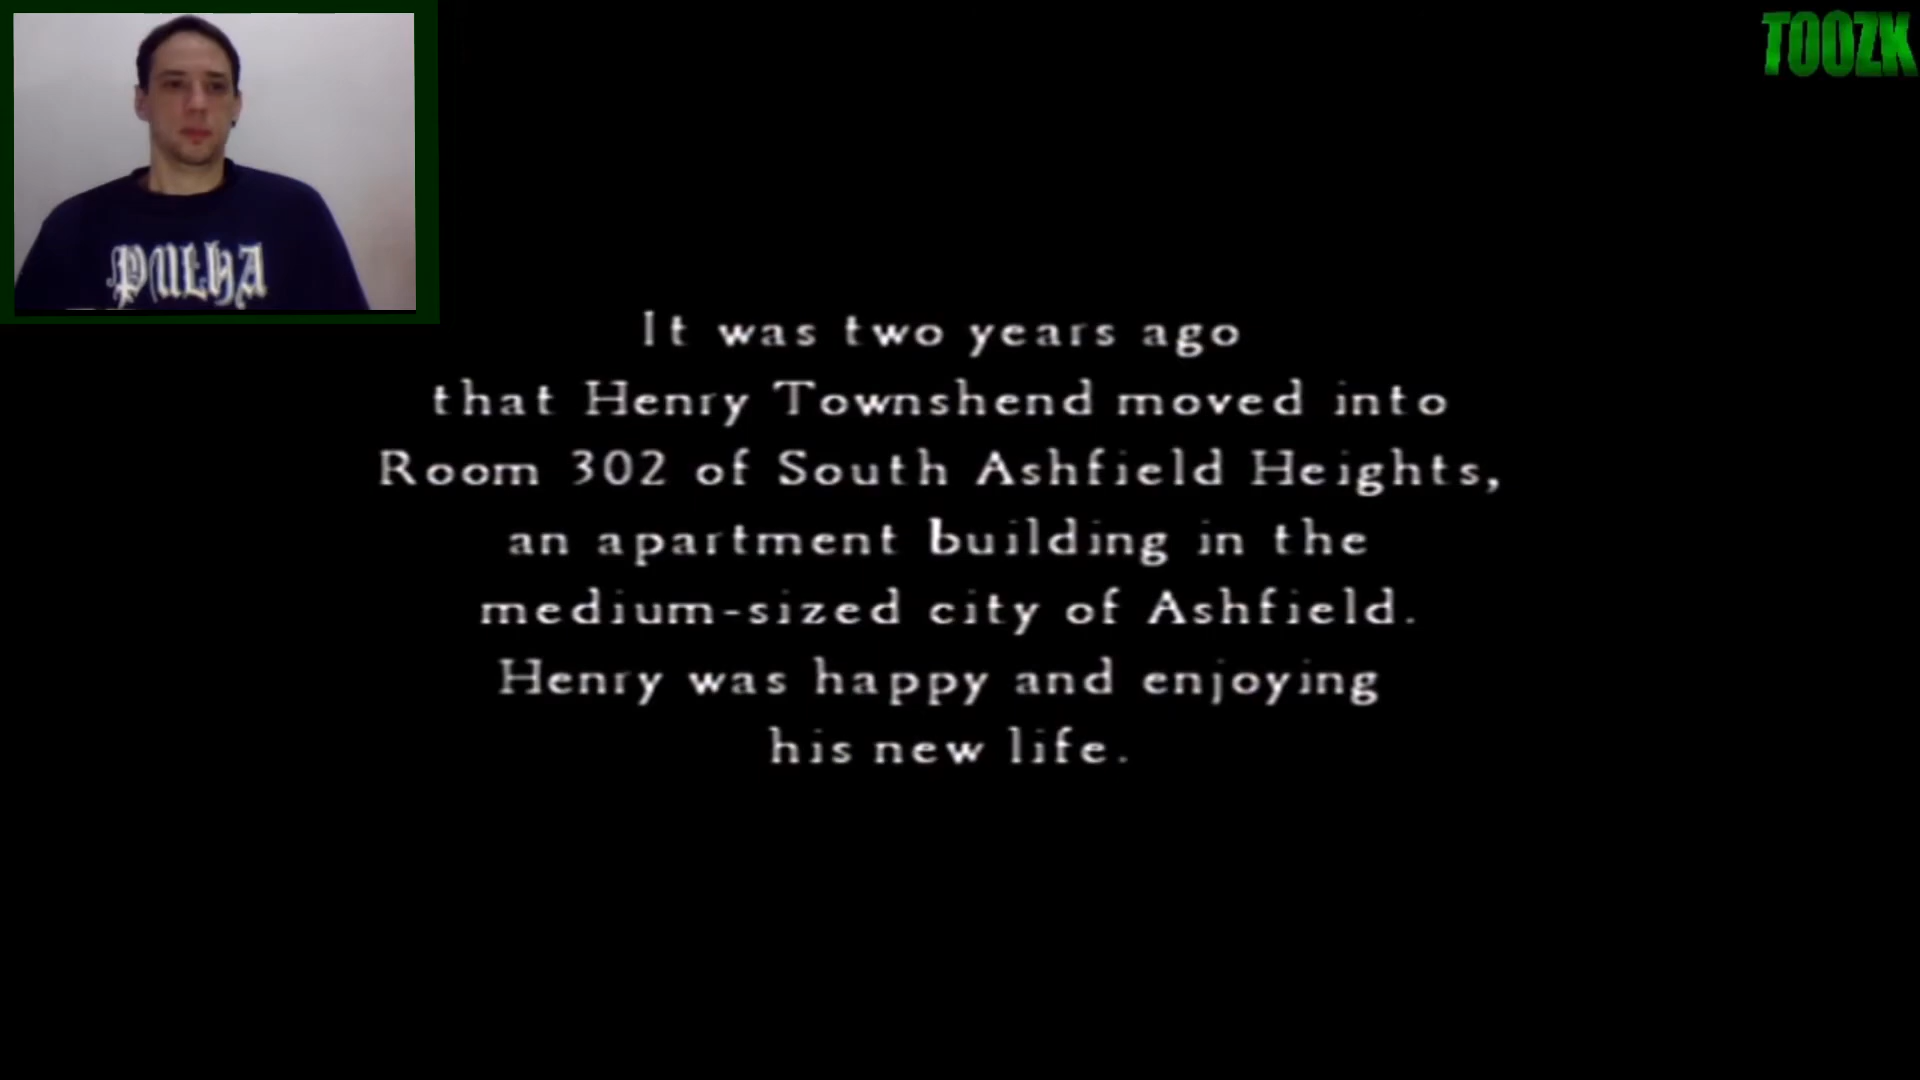 TOOZK
PULHA
It was two years ago
that Henry Townshend moved into
Room 302 of South Ashfield Heights,
an apartment building in the
medium-sized city of Ashfield.
Henry was happy and enjoying
his new life.